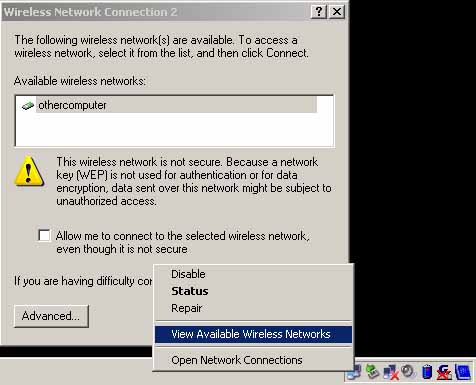 Wireless Network Connection 2
The following wireless network(s) are available. To access a
wireless network, select it from the list, and then click Connect.
Available wireless networks:
othercomputer
This wireless network is not secure. Because a network
key (WEP) is not used for authentication or for data
encryption, data sent over this network might be subject to
unauthorized access.
Allow me to connect to the selected wireless network,
even though it is not secure
If you are having difficulty
Advanced...
Disable
Status
Repair
View Available Wireless Networks
Open Network Connections